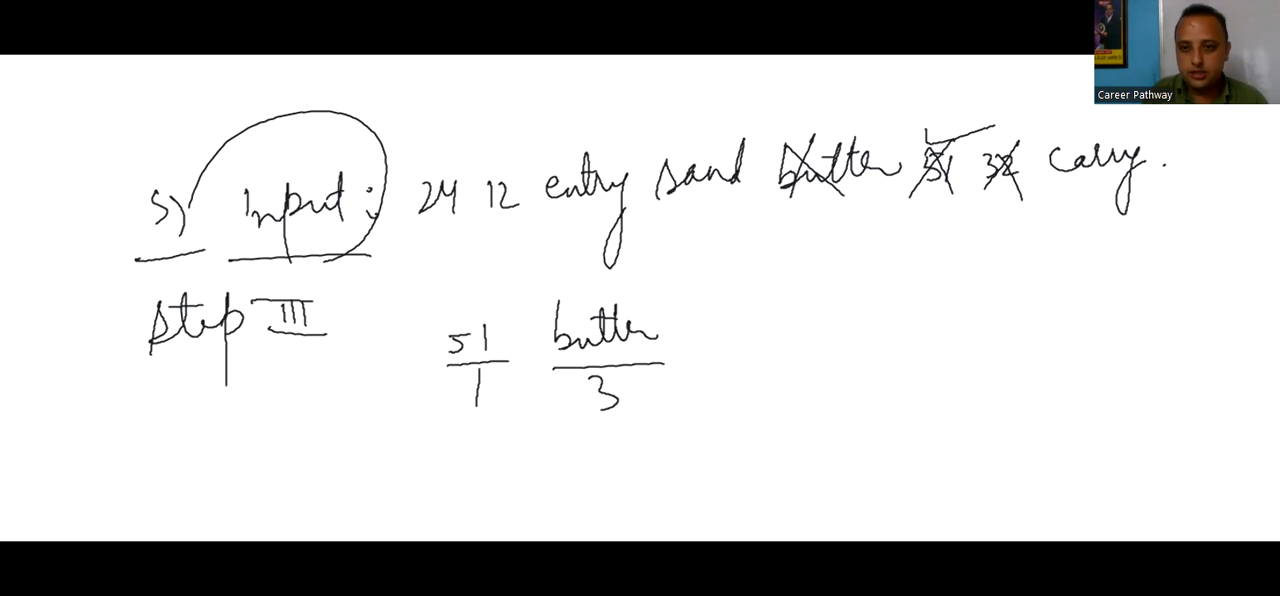 Career Pathway
5) Input: 24 12 entry sand butter 51 32 carry.
Step III 51 butter
1 3